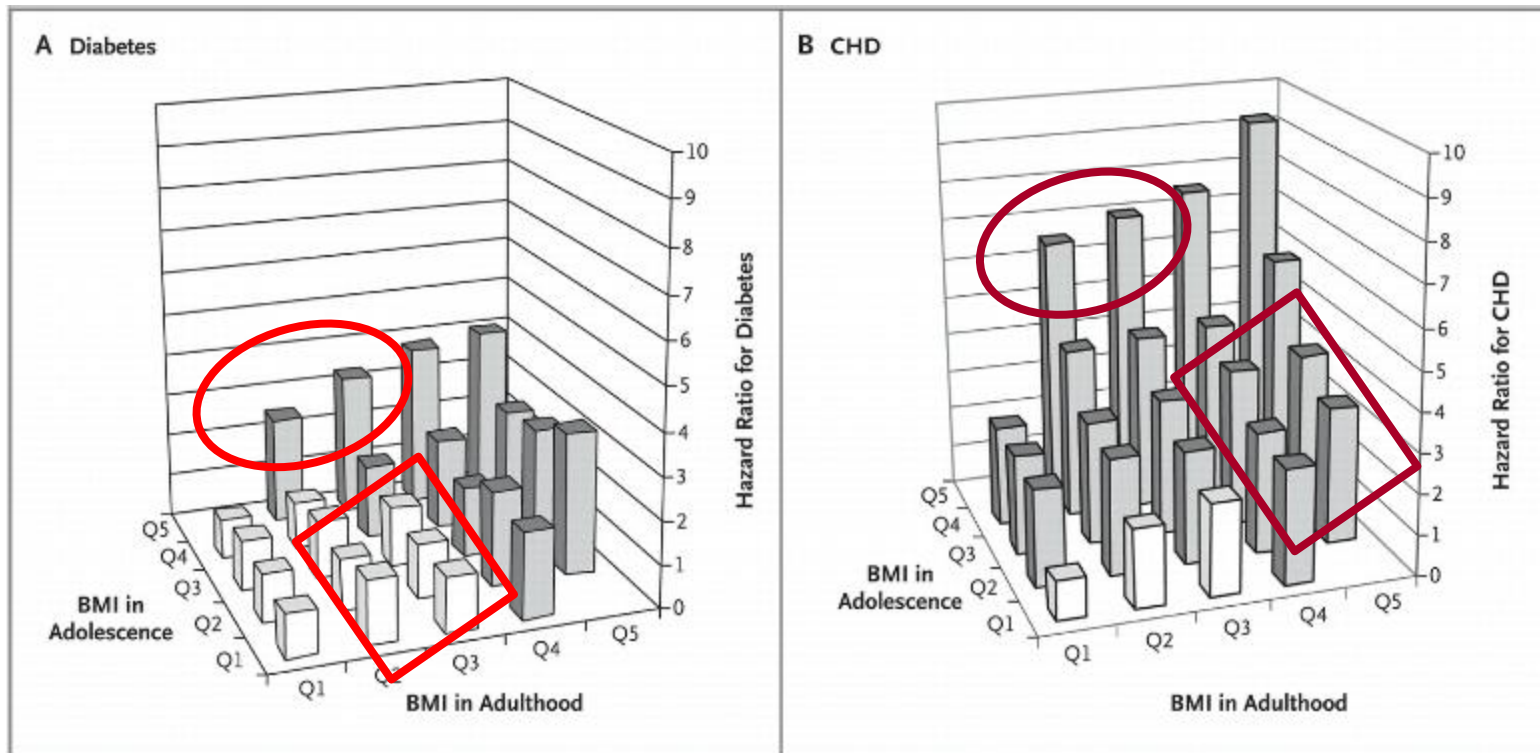 A Diabetes
10
9
8
7
6
5
4
3
2
1
0
Hazard Ratio for Diabetes
Q5
Q4
Q3
Q2
Q1
BMI in
Adolescence
Q1
Q2
Q3
Q4
Q5
BMI in Adulthood
B CHD
10
9
8
7
6
5
4
3
2
1
0
Hazard Ratio for CHD
Q5
Q4
Q3
Q2
Q1
BMI in
Adolescence
Q1
Q2
Q3
Q4
Q5
BMI in Adulthood